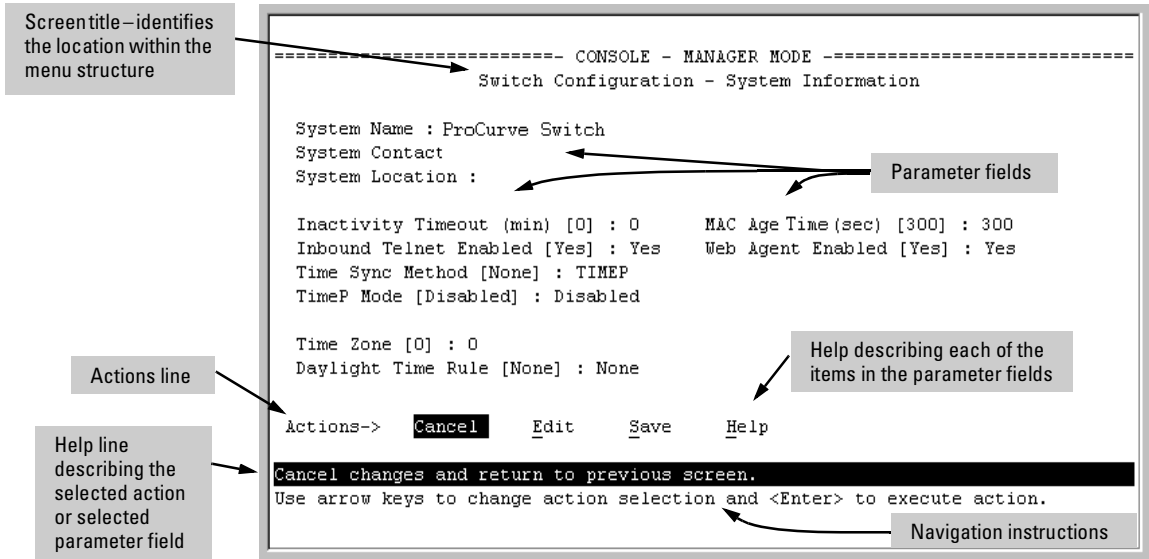 Screen title – identifies
the location within the
menu structure
============================- CONSOLE - MANAGER MODE -==============================
Switch Configuration - System Information
System Name : ProCurve Switch
System Contact
System Location :
Parameter fields
Inactivity Timeout (min) [0] : 0 MAC Age Time (sec) [300] : 300
Inbound Telnet Enabled [Yes] : Yes Web Agent Enabled [Yes] : Yes
Time Sync Method [None] : TIMEP
TimeP Mode [Disabled] : Disabled
Time Zone [0] : 0
Daylight Time Rule [None] : None
Help describing each of the
items in the parameter fields
Actions line
Actions-> Cancel Edit Save Help
Help line
describing the
selected action
or selected
parameter field
Cancel changes and return to previous screen.
Use arrow keys to change action selection and <Enter> to execute action.
Navigation instructions